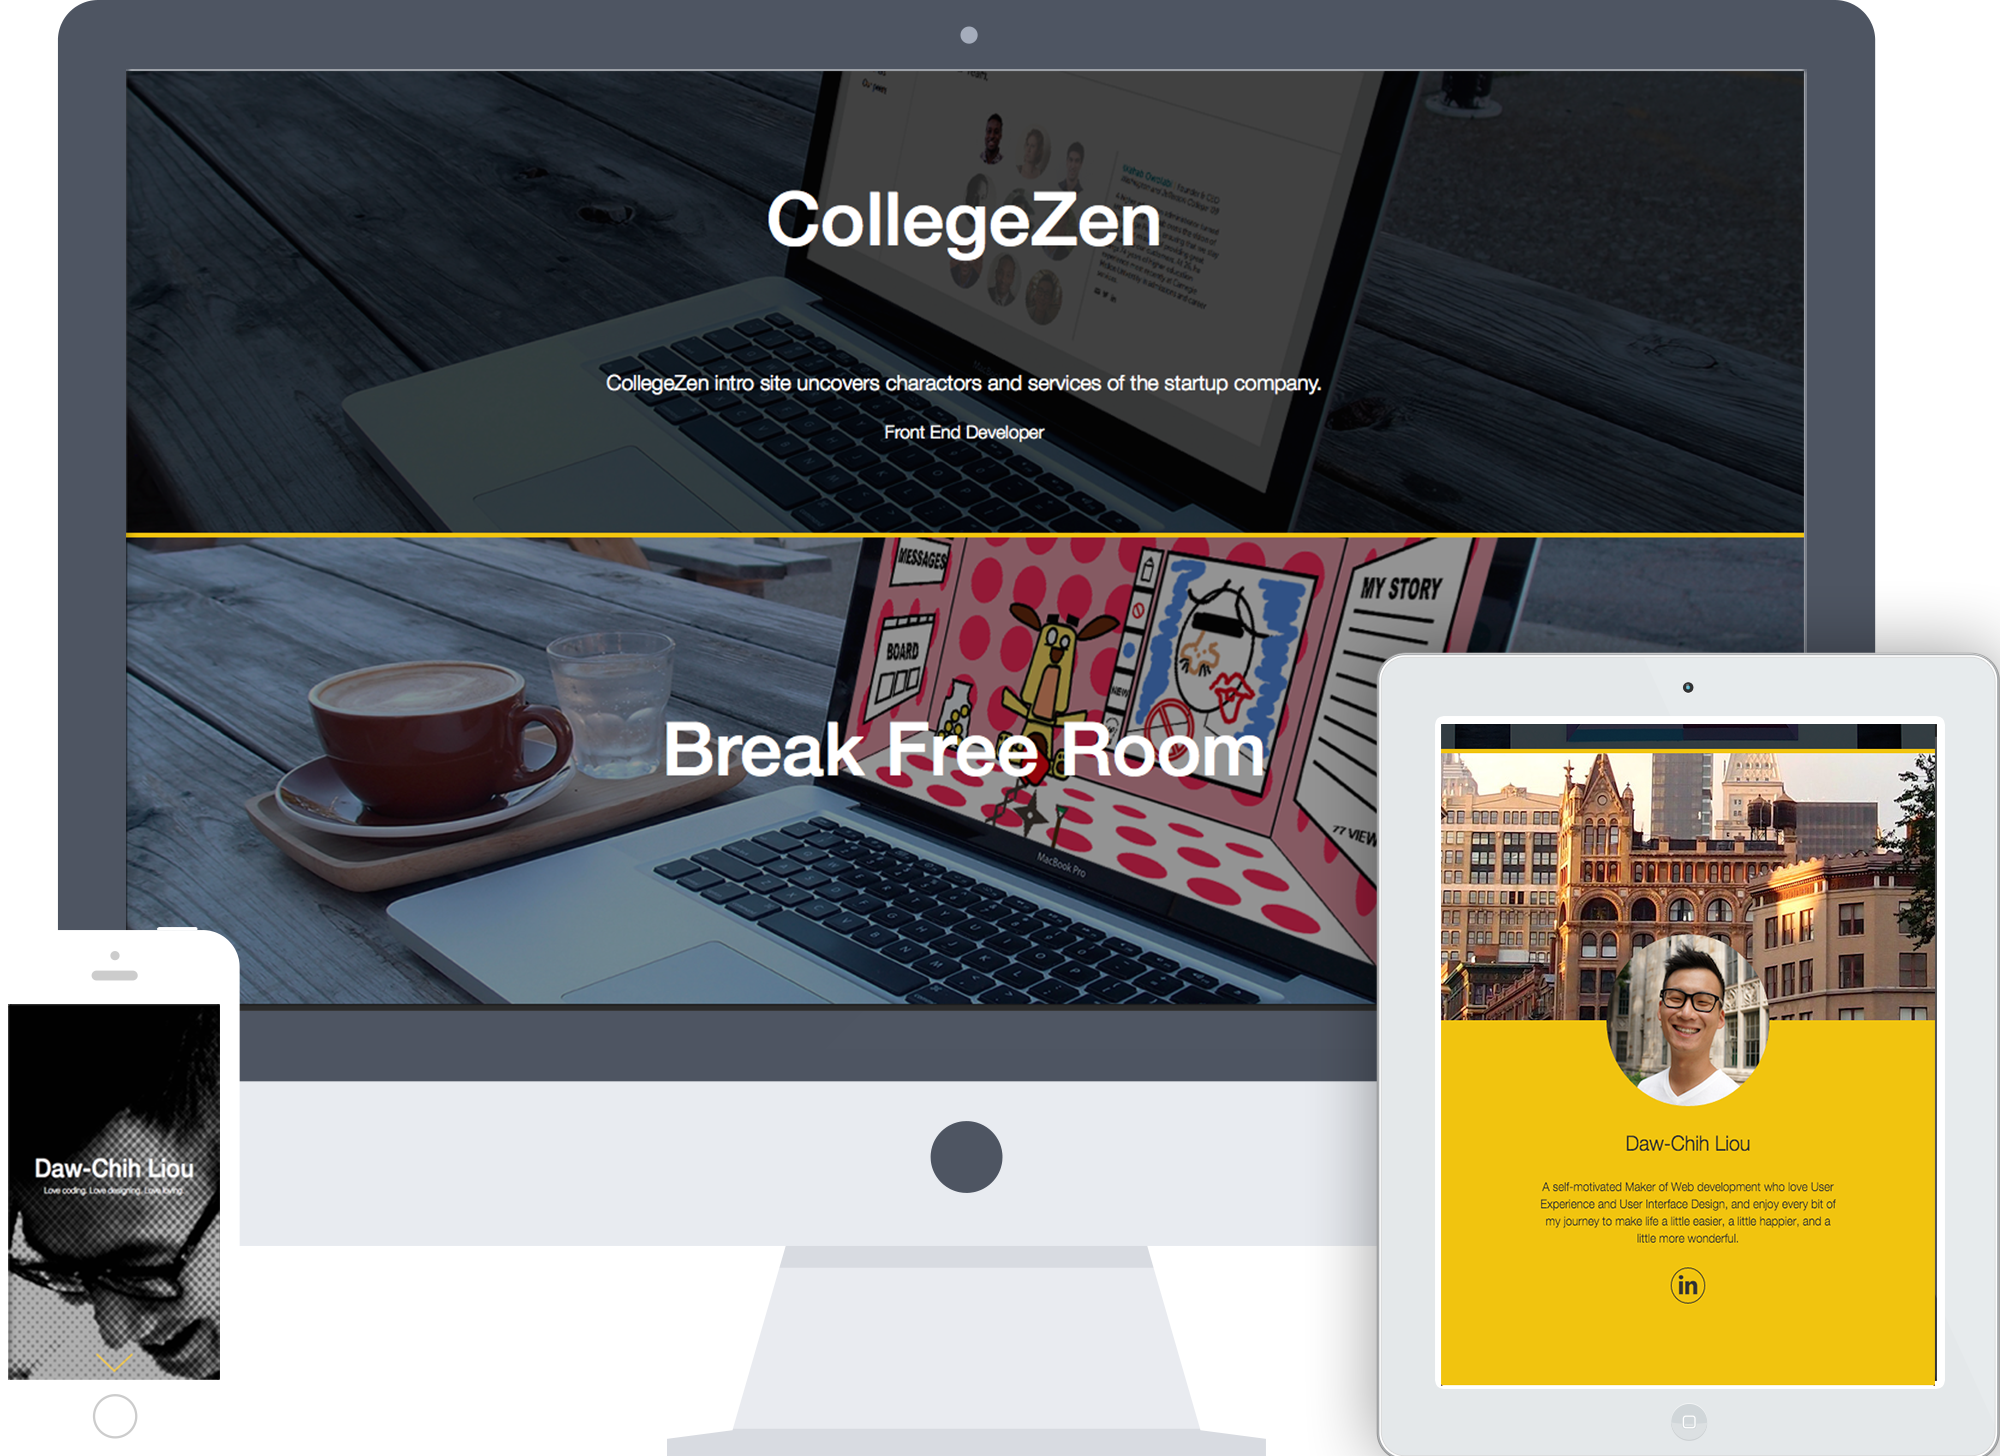 Team.
CollegeZen
CollegeZen intro site uncovers charactors and services of the startup company.
Front End Developer
MESSAGES
BOARD
NEW
MY STORY
77 VIEW
Break Free Room
MacBook Pro
Daw-Chih Liou
Love coding. Love designing. Love loving.
Daw-Chih Liou
A self-motivated Maker of Web development who love User
Experience and User Interface Design, and enjoy every bit of
my journey to make life a little easier, a little happier, and a
little more wonderful.
in